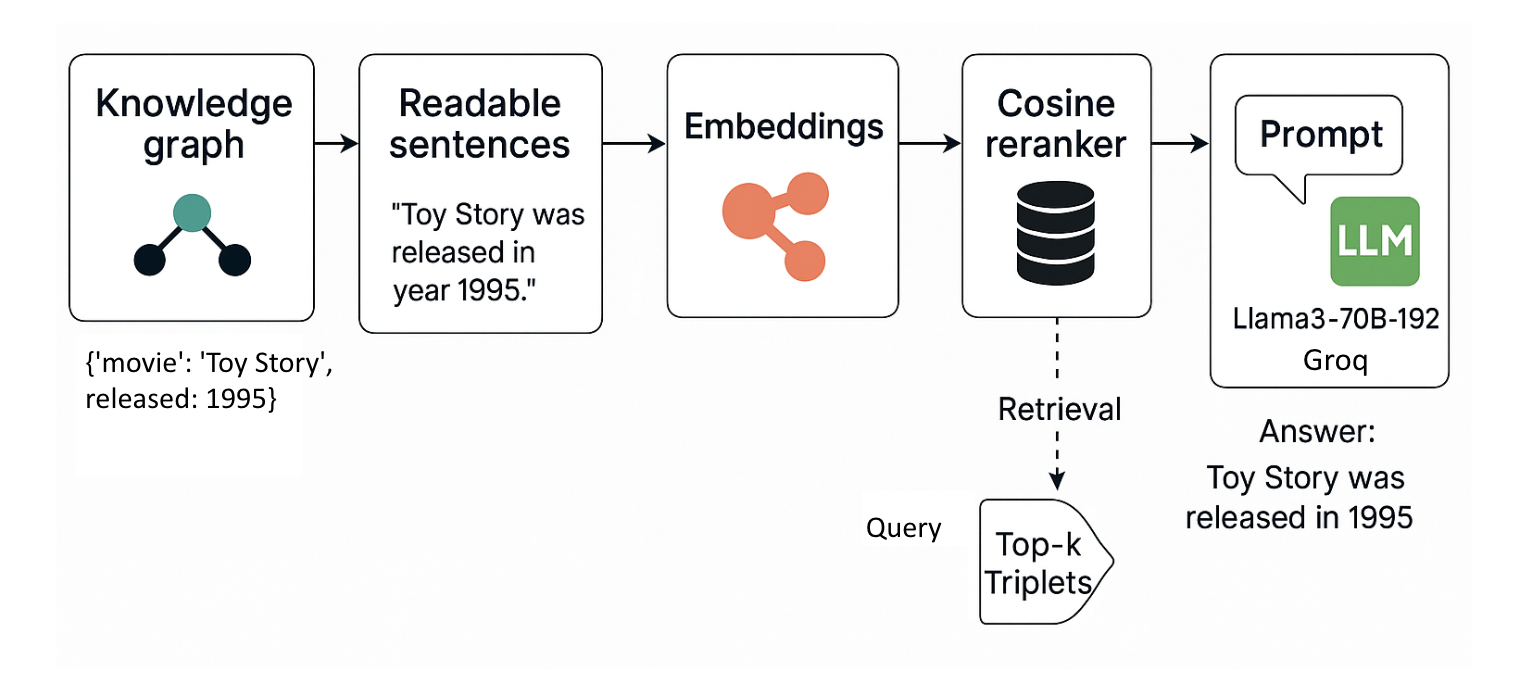 Knowledge
graph
{'movie': 'Toy Story',
released: 1995}
Readable
sentences
"Toy Story was
released in
year 1995."
Embeddings
Cosine
reranker
Retrieval
Query
Top-k
Triplets
Prompt
LLM
Llama3-70B-192
Groq
Answer:
Toy Story was
released in 1995